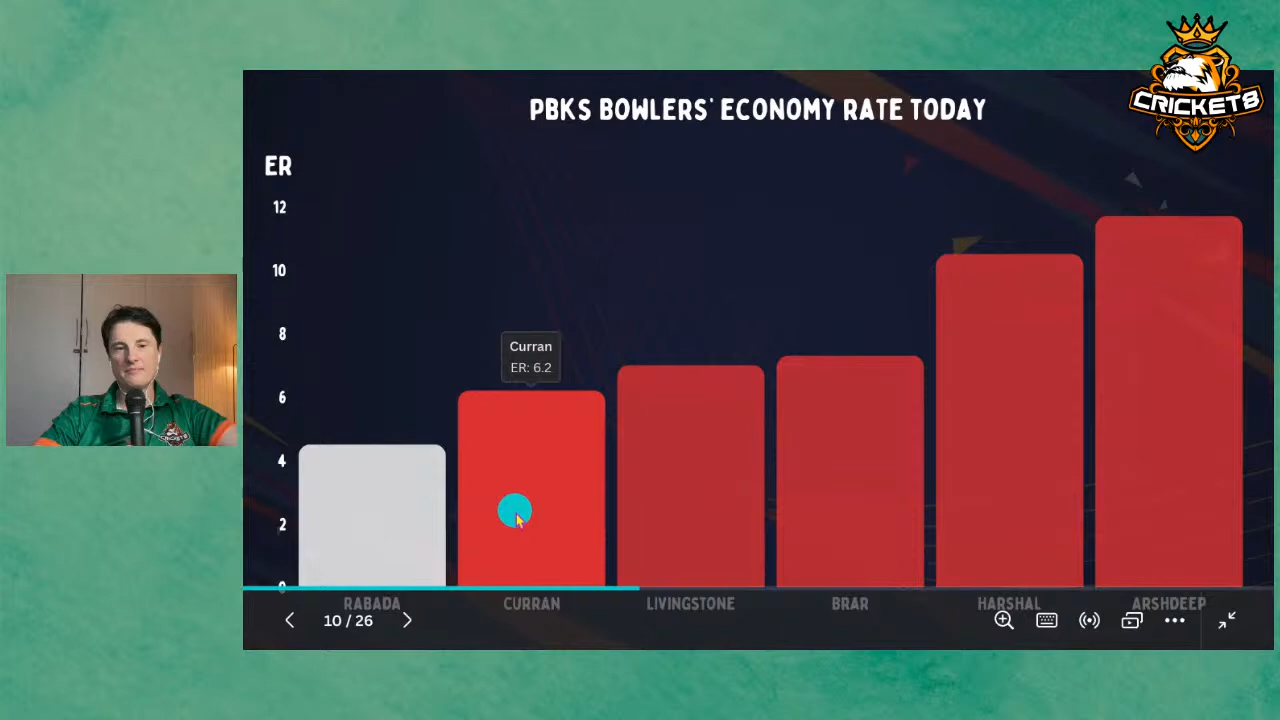 CRICKET8
PBKS BOWLERS' ECONOMY RATE TODAY
ER
12
10
8
6
4
2
0
Curran
ER: 6.2
RABADA
CURRAN
LIVINGSTONE
BRAR
HARSHAL
ARSHDEEP
10 / 26
CRICKET8